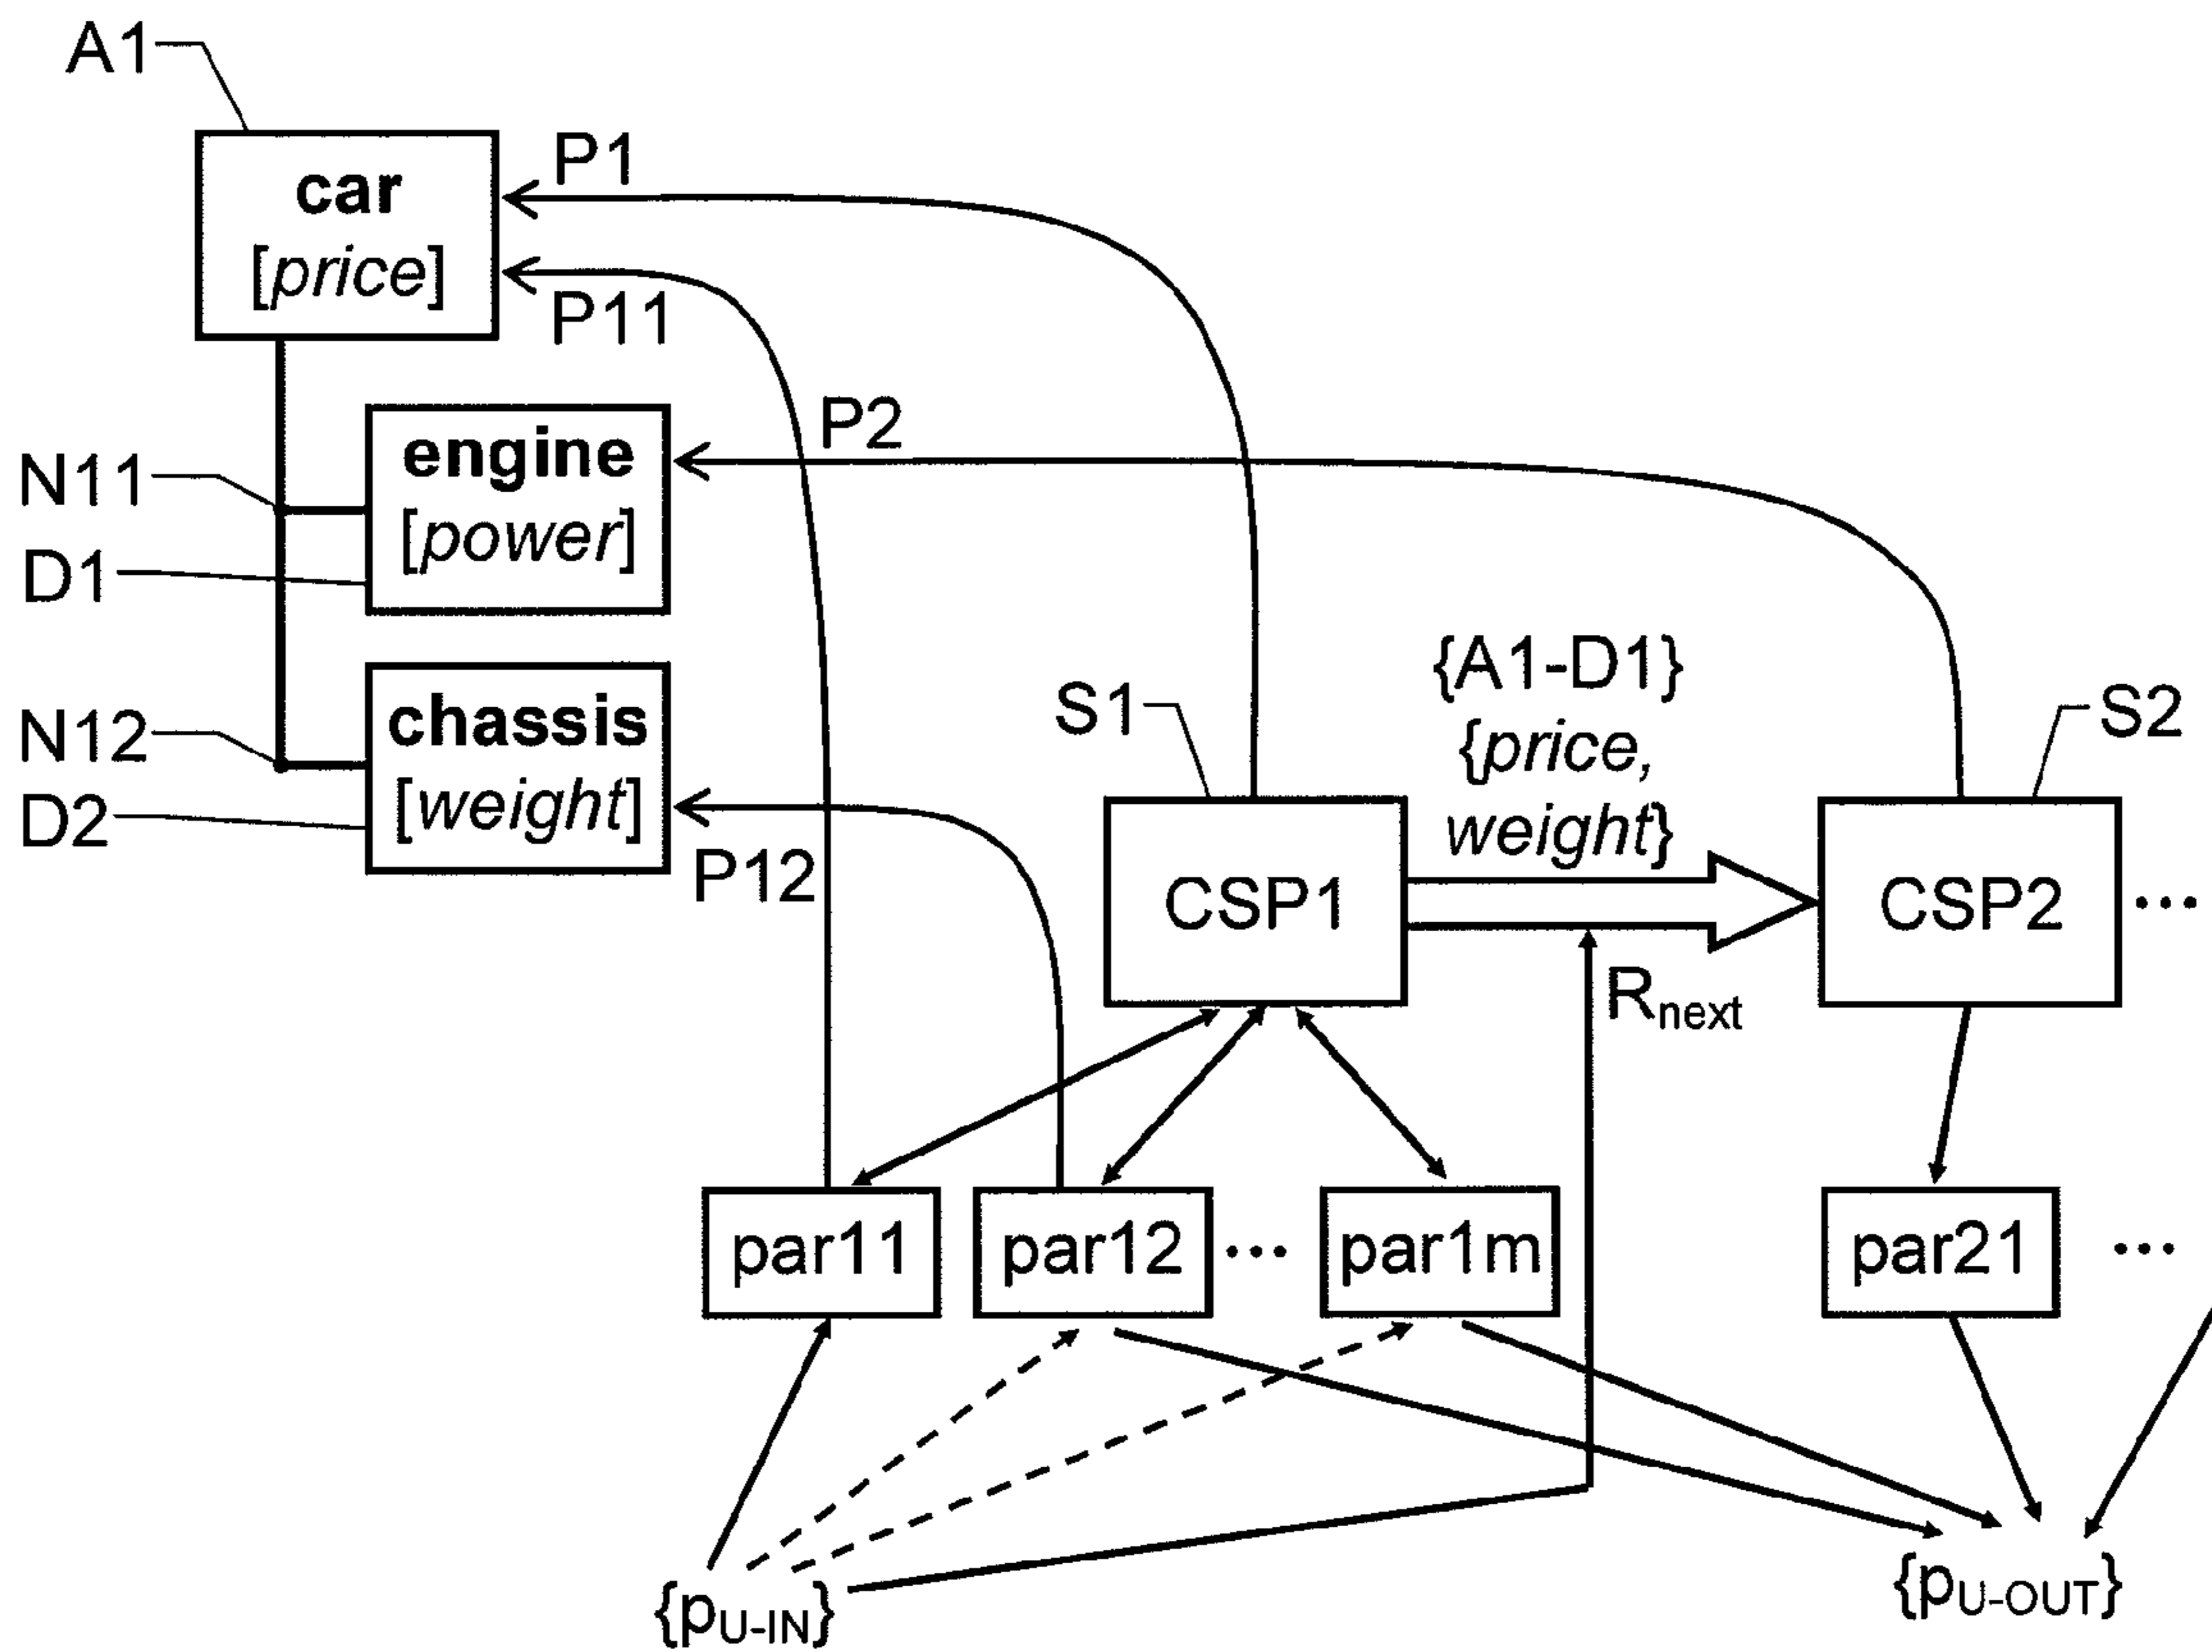 A1
car
[price]
P1
P11
N11
D1
engine
[power]
P2
N12
D2
chassis
[weight]
P12
{A1-D1}
{price,
weight}
S1
S2
CSP1
CSP2
...
Rnext
par11
par12
...
par1m
par21
...
{pU-IN}
{pU-OUT}